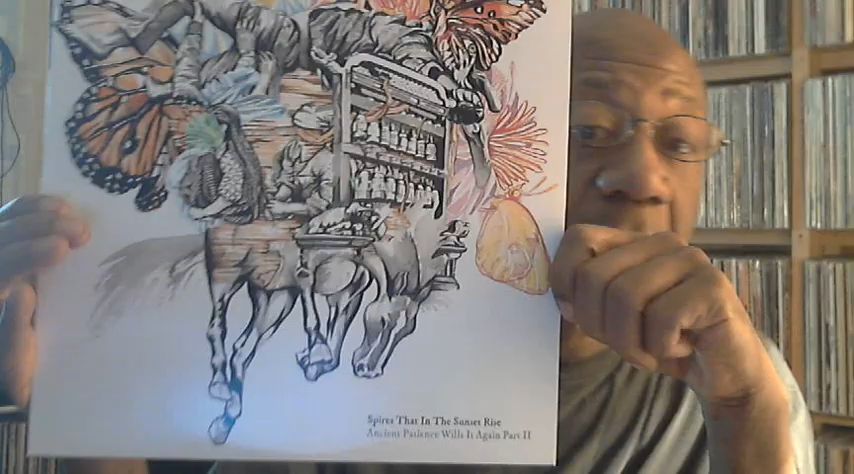 Spires That In The Sunset Rise
Ancient Patience Wills It Again Part II